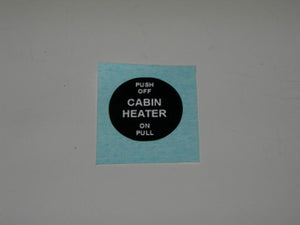 PUSH
OFF
CABIN
HEATER
ON
PULL